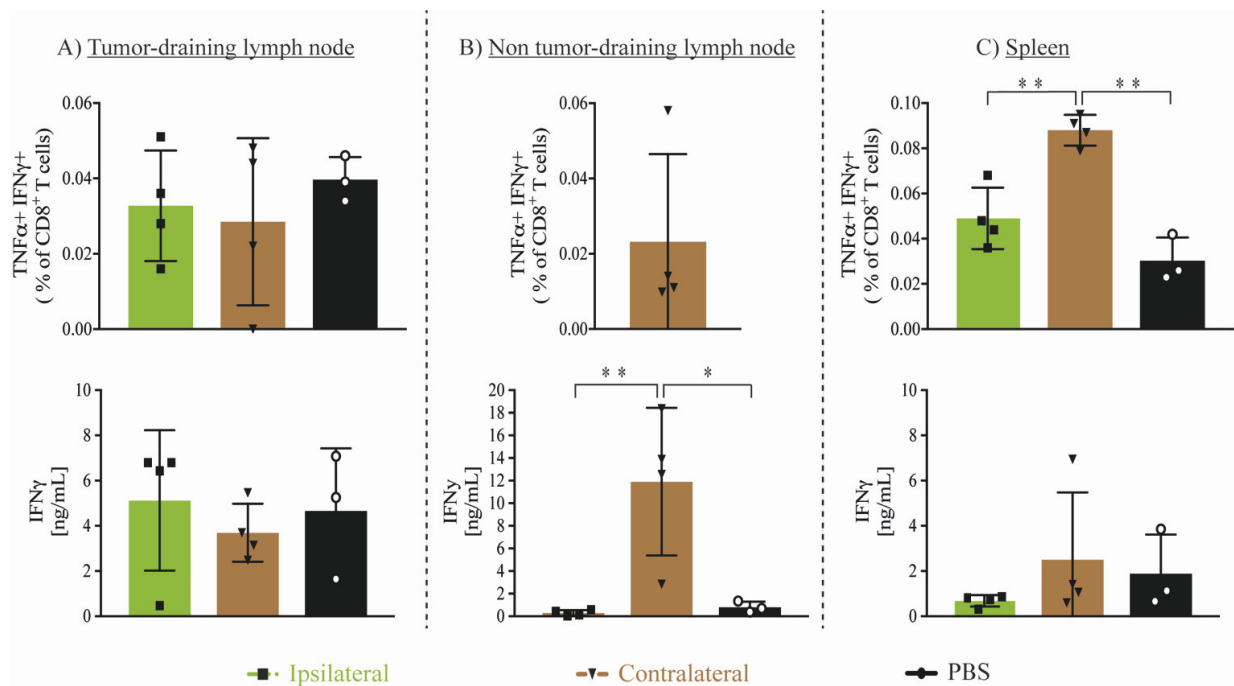 A) Tumor-draining lymph node
B) Non tumor-draining lymph node
C) Spleen
TNFα+ IFNγ+
( % of CD8⁺ T cells)
0.06
0.04
0.02
0.00
TNFα+ IFNγ+
( % of CD8⁺ T cells)
0.06
0.04
0.02
0.00
TNFα+ IFNγ+
( % of CD8⁺ T cells)
0.10
0.08
0.06
0.04
0.02
0.00
* *
* *
IFNγ
[ng/mL]
10
8
6
4
2
0
IFNy
[ng/mL]
20
18
16
14
12
10
8
6
4
2
0
* *
*
IFNγ
[ng/mL]
10
8
6
4
2
0
Ipsilateral
Contralateral
PBS